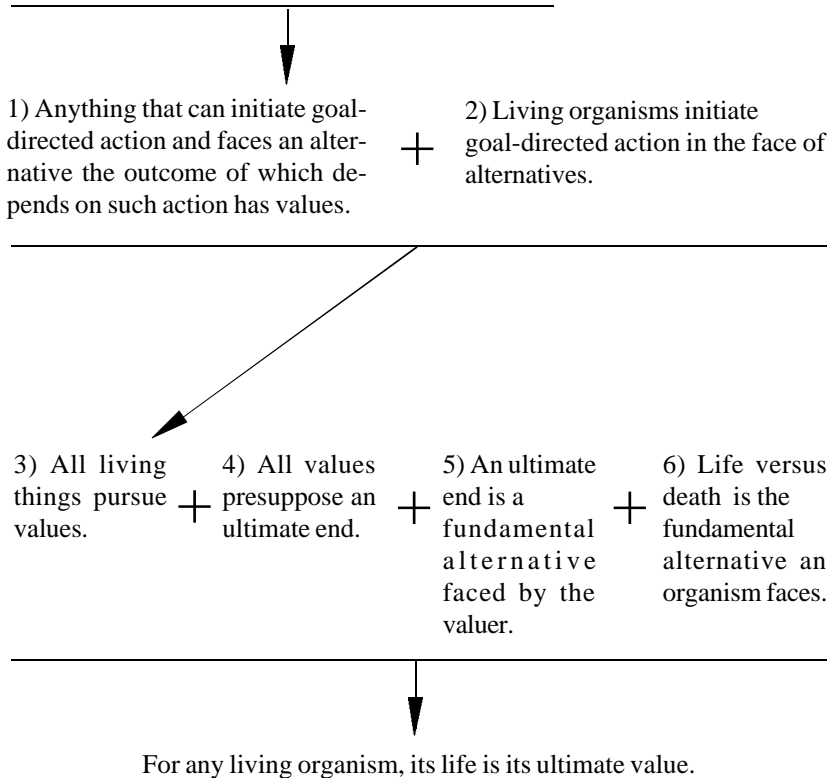 1) Anything that can initiate goal-
directed action and faces an alter-
native the outcome of which de-
pends on such action has values.
+
2) Living organisms initiate
goal-directed action in the face of
alternatives.
3) All living
things pursue
values.
+
4) All values
presuppose an
ultimate end.
+
5) An ultimate
end is a
fundamental
alternative
faced by the
valuer.
+
6) Life versus
death is the
fundamental
alternative an
organism faces.
For any living organism, its life is its ultimate value.